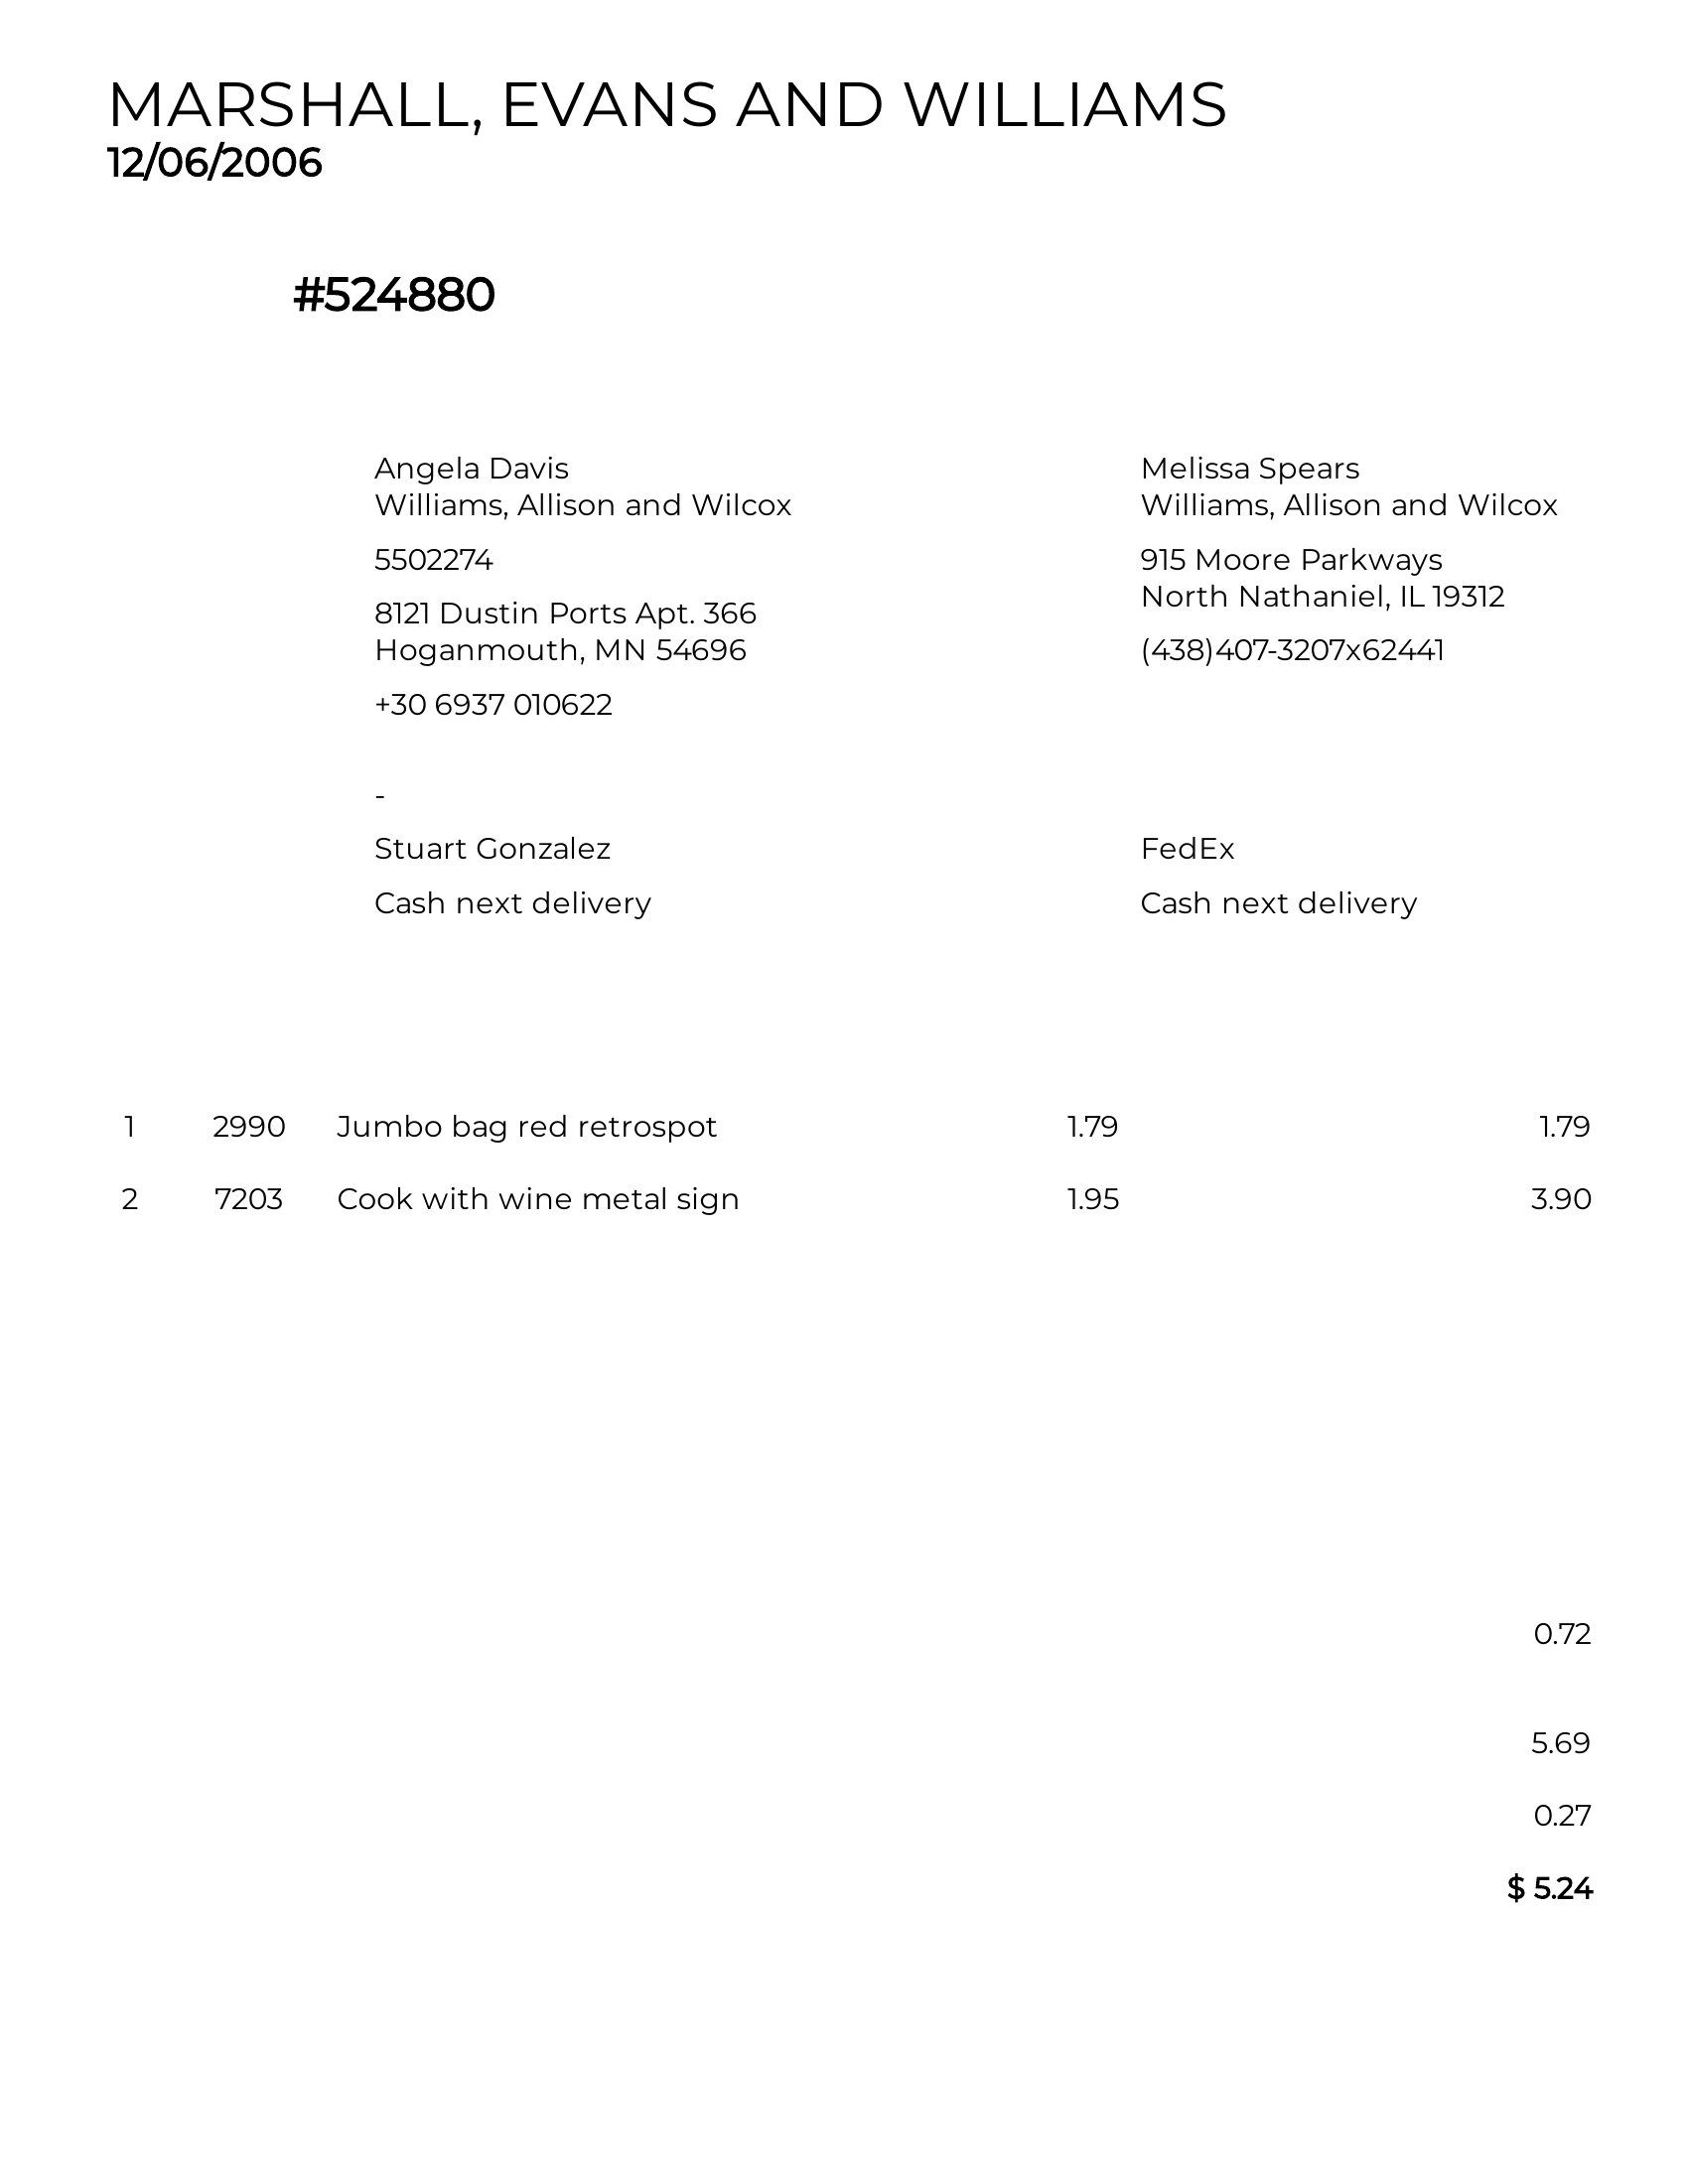 MARSHALL, EVANS AND WILLIAMS
12/06/2006
#524880
Angela Davis
Williams, Allison and Wilcox
5502274
8121 Dustin Ports Apt. 366
Hoganmouth, MN 54696
+30 6937 010622
Melissa Spears
Williams, Allison and Wilcox
915 Moore Parkways
North Nathaniel, IL 19312
(438)407-3207x62441
-
Stuart Gonzalez FedEx
Cash next delivery Cash next delivery
1 2990 Jumbo bag red retrospot 1.79 1.79
2 7203 Cook with wine metal sign 1.95 3.90
0.72
5.69
0.27
$ 5.24